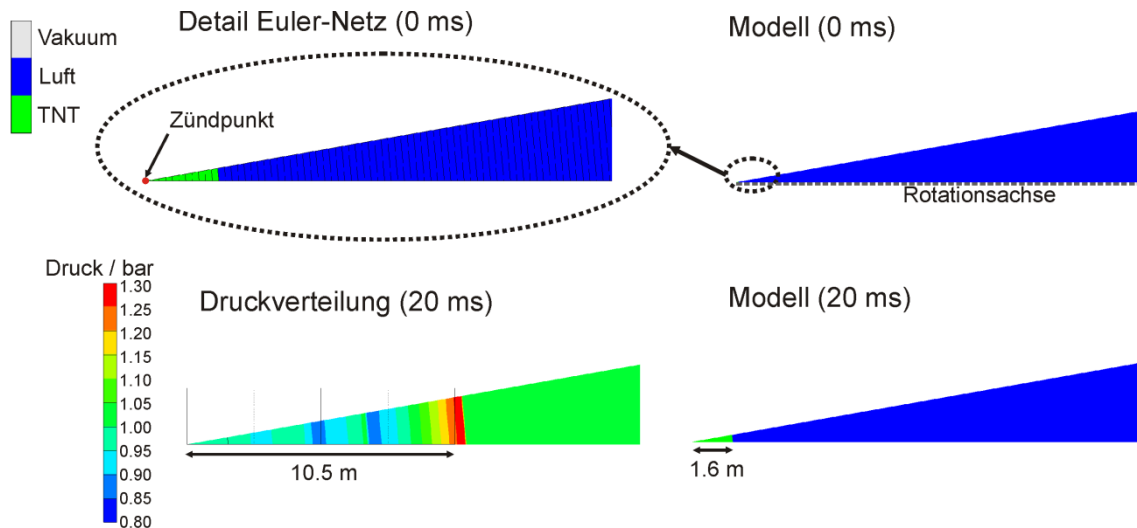 Detail Euler-Netz (0 ms)
Modell (0 ms)
Vakuum
Luft
TNT
Zündpunkt
Rotationsachse
Druck / bar
Druckverteilung (20 ms)
Modell (20 ms)
1.30
1.25
1.20
1.15
1.10
1.05
1.00
0.95
0.90
0.85
0.80
10.5 m
1.6 m